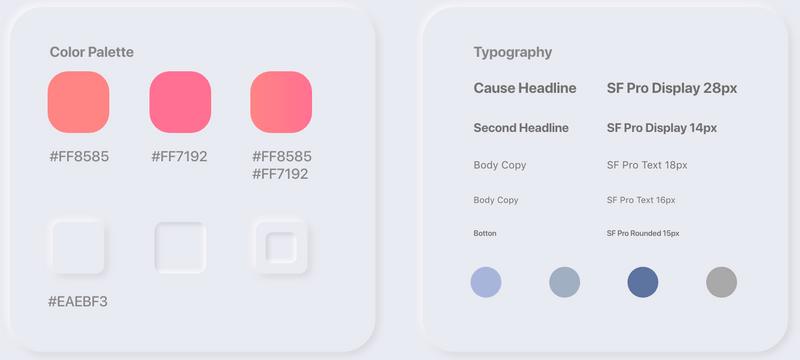 Color Palette
#FF8585
#FF7192
#FF8585
#FF7192
#EAEBF3
Typography
Cause Headline SF Pro Display 28px
Second Headline SF Pro Display 14px
Body Copy SF Pro Text 18px
Body Copy SF Pro Text 16px
Botton SF Pro Rounded 15px